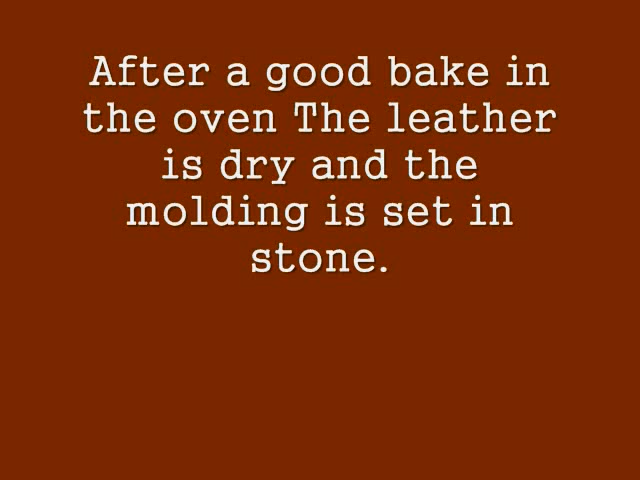 After a good bake in
the oven The leather
is dry and the
molding is set in
stone.